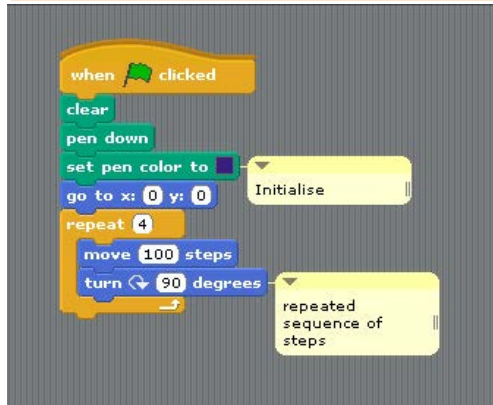 when clicked
clear
pen down
set pen color to
Initialise
go to x: 0 y: 0
repeat 4
move 100 steps
turn 90 degrees
repeated
sequence of
steps